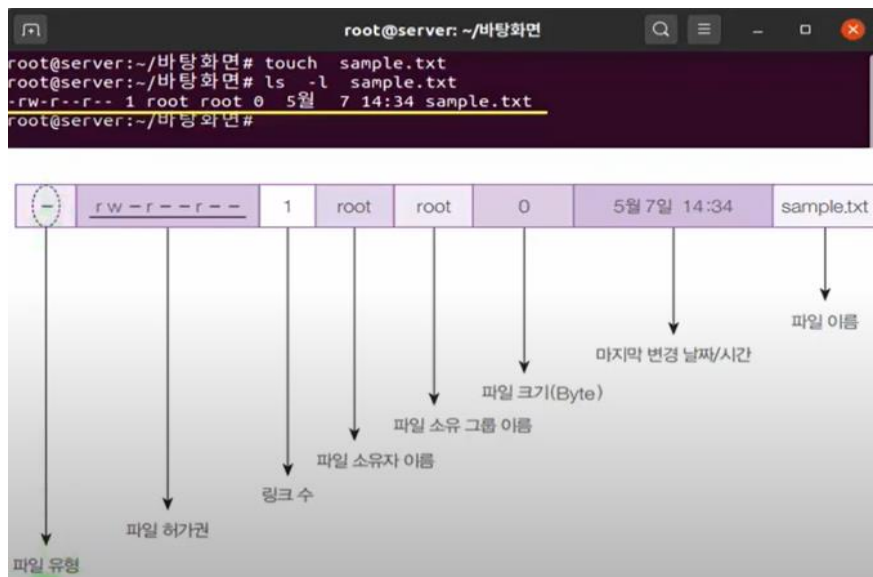 root@server: ~/바탕화면
root@server:~/바탕화면# touch  sample.txt
root@server:~/바탕화면# ls  -l  sample.txt
-rw-r--r-- 1 root root 0  5월  7 14:34 sample.txt
root@server:~/바탕화면#
- rw-r--r-- 1 root root 0 5월 7일 14:34 sample.txt
파일 이름
마지막 변경 날짜/시간
파일 크기(Byte)
파일 소유 그룹 이름
파일 소유자 이름
링크 수
파일 허가권
파일 유형